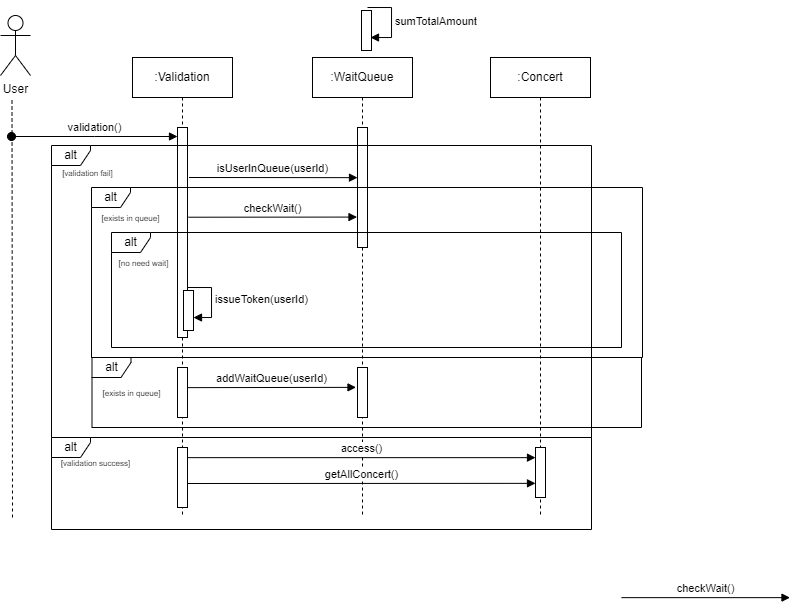 sumTotalAmount
User
:Validation
:WaitQueue
:Concert
validation()
alt
[validation fail]
isUserInQueue(userId)
alt
[exists in queue]
checkWait()
alt
[no need wait]
issueToken(userId)
alt
[exists in queue]
addWaitQueue(userId)
alt
[validation success]
access()
getAllConcert()
checkWait()